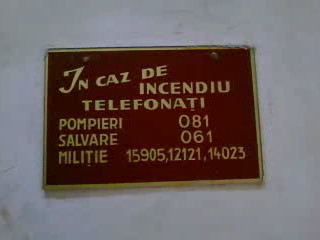 In caz de
incendiu
telefonați
POMPIERI 081
SALVARE 061
MILIȚIE 15905,12121,14023